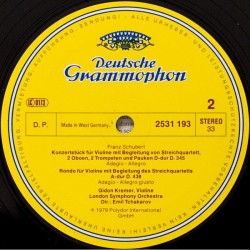 Deutsche
Grammophon
LC 0173
2
D. P.
Made in West Germany.
2531 193
STEREO
33
Franz Schubert
Konzertstück für Violine mit Begleitung von Streichquartett,
2 Oboen, 2 Trompeten und Pauken D-dur D. 345
Adagio - Allegro
Rondo für Violine mit Begleitung des Streichquartetts
A-dur D. 438
Adagio - Allegro giusto
Gidon Kremer, Violine
London Symphony Orchestra
Dir.: Emil Tchakarov
℗ 1979 Polydor International
GmbH